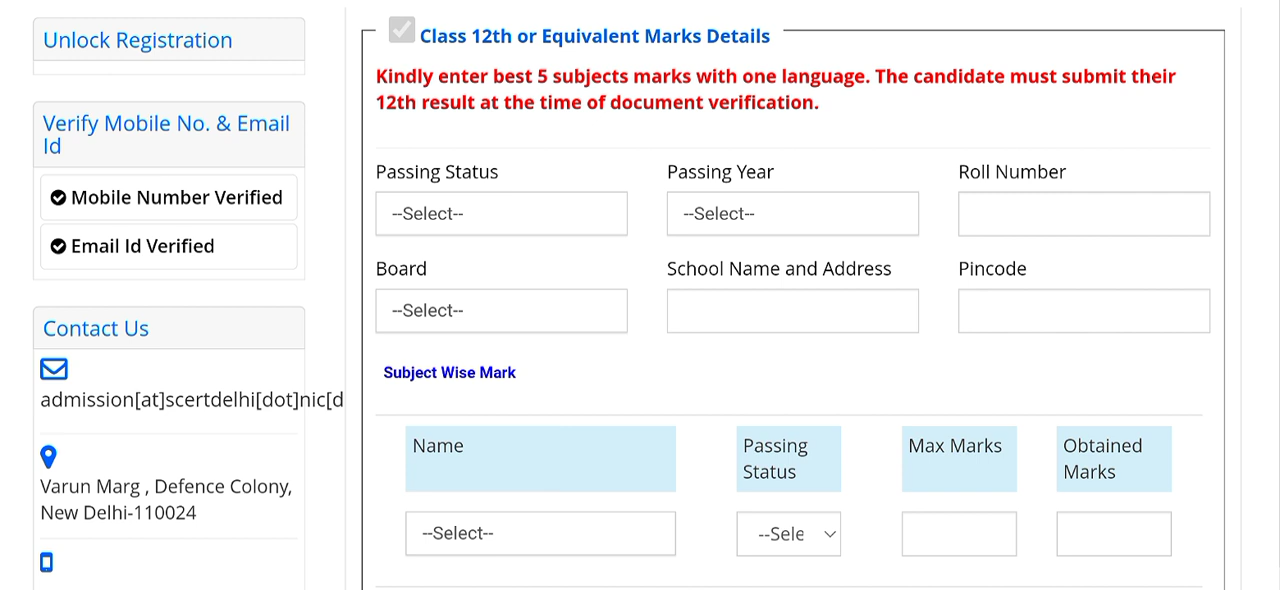 Unlock Registration
Verify Mobile No. & Email
Id
Mobile Number Verified
Email Id Verified
Contact Us
admission[at]scertdelhi[dot]nic[d
Varun Marg , Defence Colony,
New Delhi-110024
Class 12th or Equivalent Marks Details
Kindly enter best 5 subjects marks with one language. The candidate must submit their
12th result at the time of document verification.
Passing Status Passing Year Roll Number
--Select-- --Select--
Board School Name and Address Pincode
--Select--
Subject Wise Mark
Name Passing Status Max Marks Obtained Marks
--Select-- --Sele